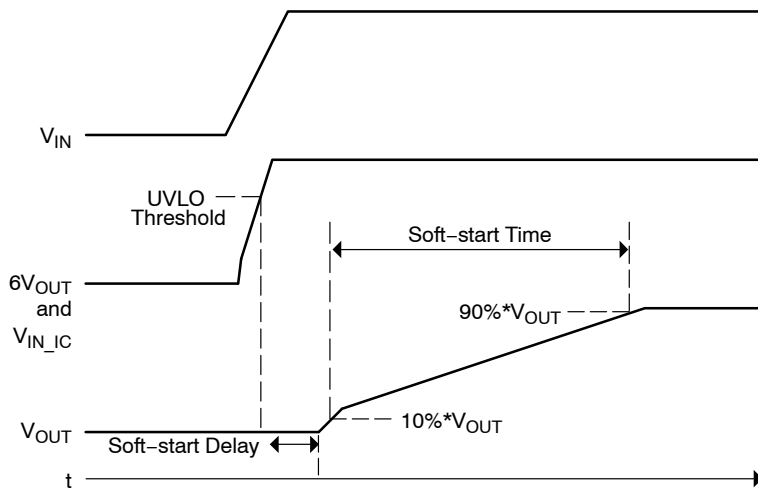 V_IN
UVLO
Threshold
Soft–start Time
6V_OUT
and
V_IN_IC
90%*V_OUT
10%*V_OUT
V_OUT
Soft–start Delay
t